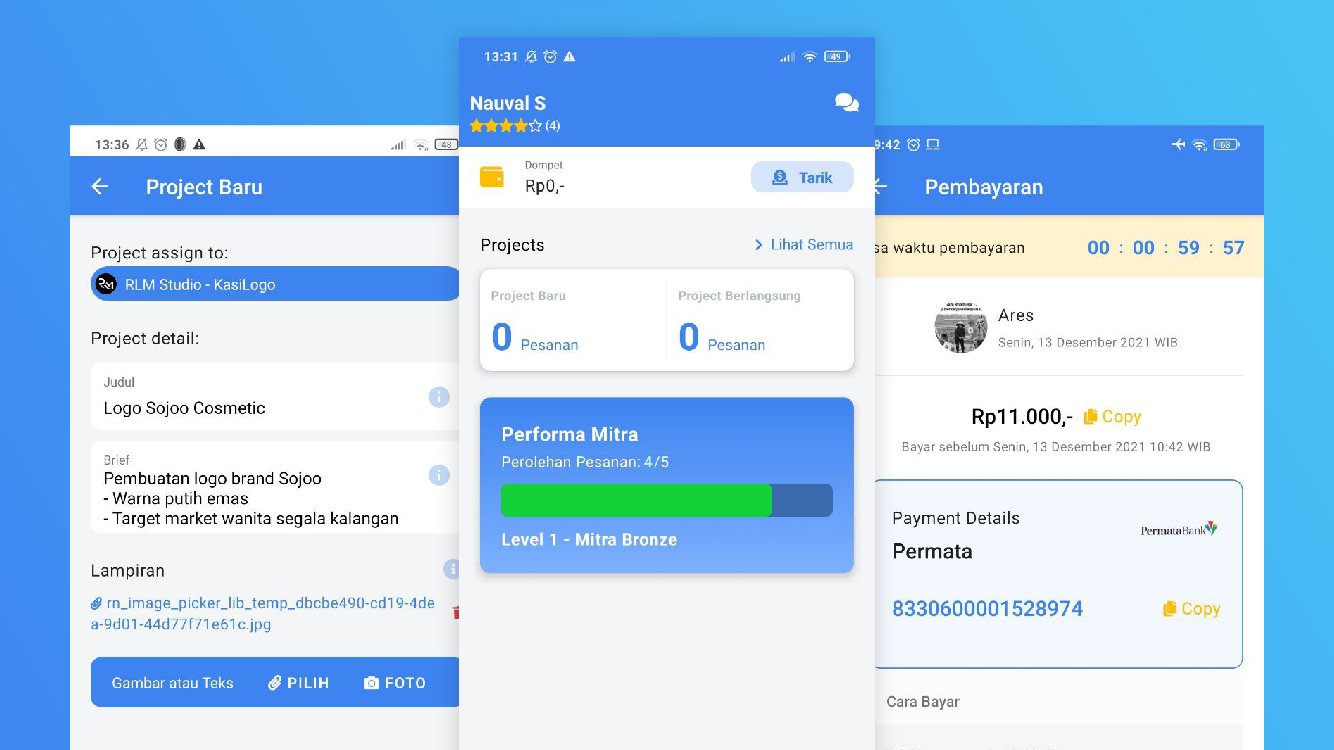 13:36
48
Project Baru
Project assign to:
RM
RLM Studio - KasiLogo
Project detail:
Judul
Logo Sojoo Cosmetic
Brief
Pembuatan logo brand Sojoo
- Warna putih emas
- Target market wanita segala kalangan
Lampiran
rn_image_picker_lib_temp_dbcbe490-cd19-4de
a-9d01-44d77f71e61c.jpg
Gambar atau Teks
PILIH
FOTO
13:31
49
Nauval S
(4)
Dompet
Rp0,-
Tarik
Projects
Lihat Semua
Project Baru
0 Pesanan
Project Berlangsung
0 Pesanan
Performa Mitra
Perolehan Pesanan: 4/5
Level 1 - Mitra Bronze
9:42
63
Pembayaran
sa waktu pembayaran
00 : 00 : 59 : 57
Ares
Senin, 13 Desember 2021 WIB
Rp11.000,- Copy
Bayar sebelum Senin, 13 Desember 2021 10:42 WIB
Payment Details
PermataBank
Permata
8330600001528974
Copy
Cara Bayar